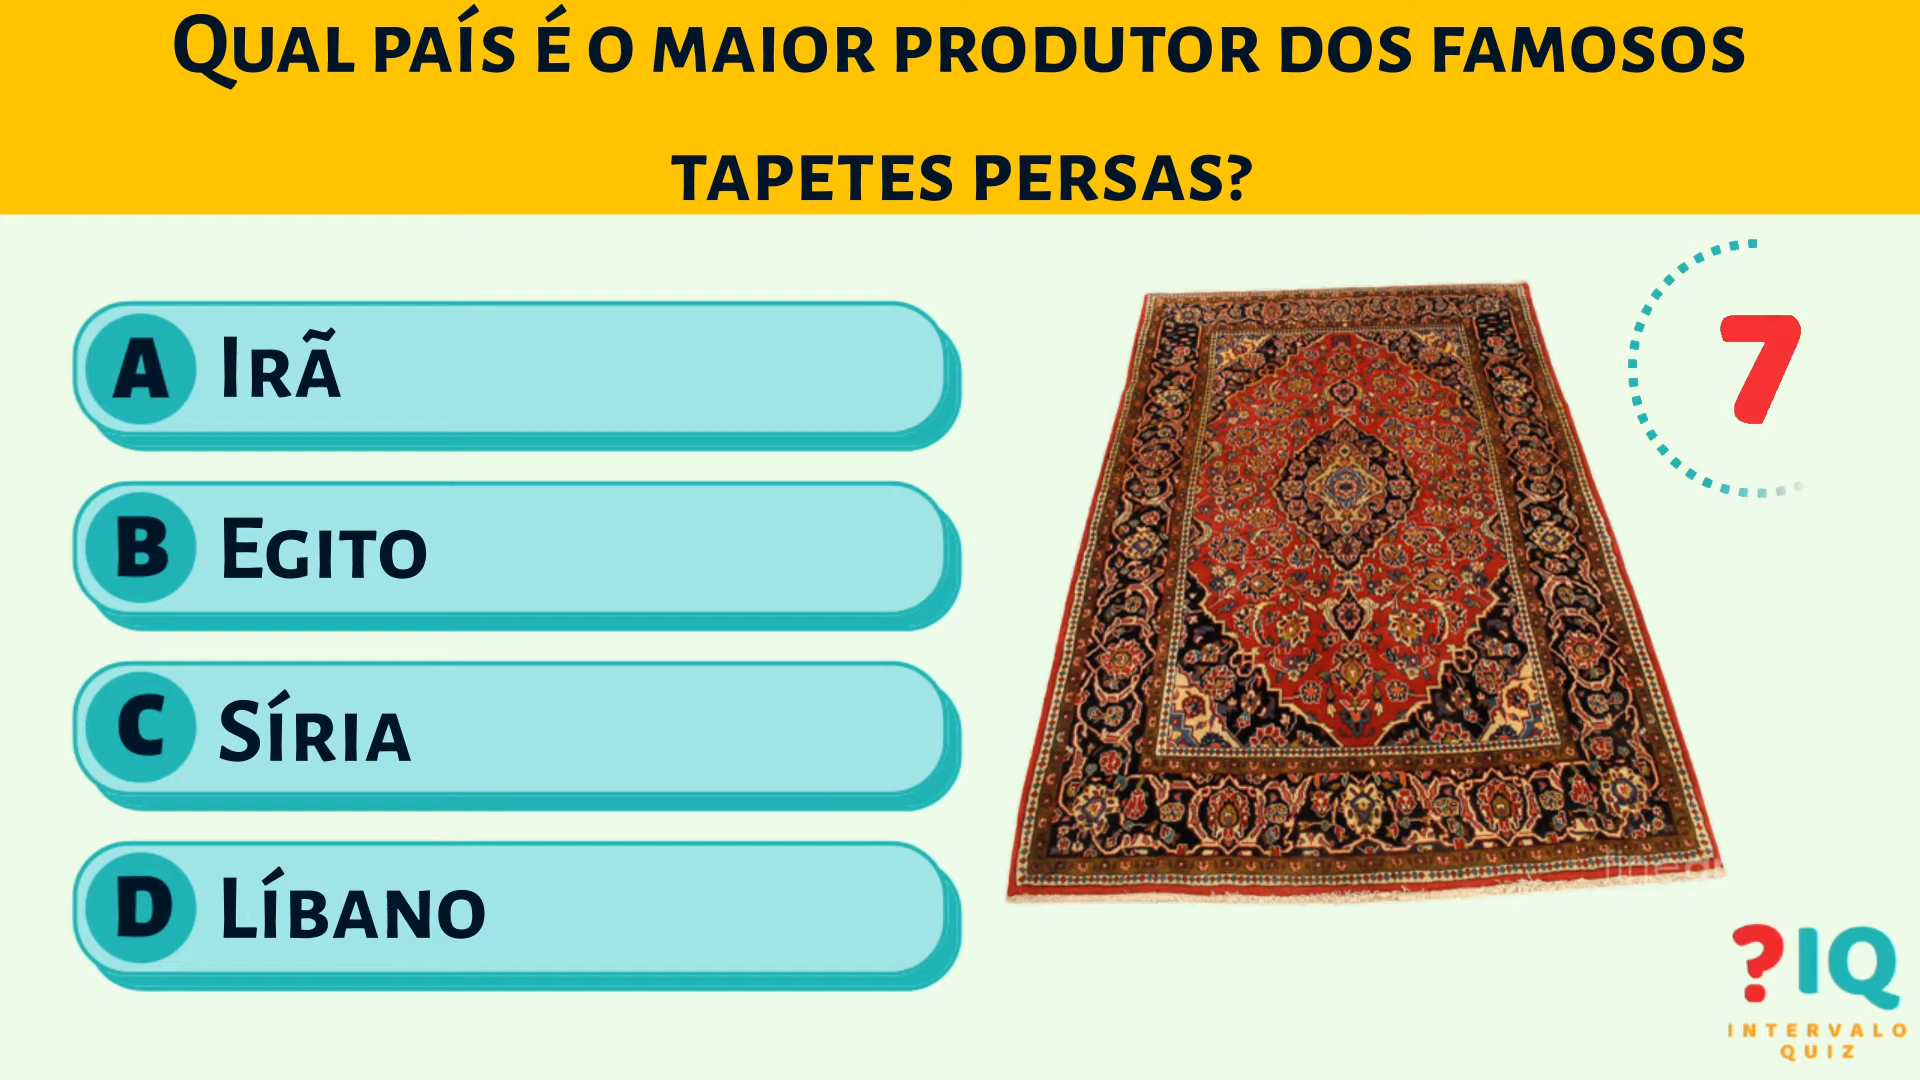 Qual país é o maior produtor dos famosos
tapetes persas?
A Irã
B Egito
C Síria
D Líbano
7
?IQ
INTERVALO
QUIZ